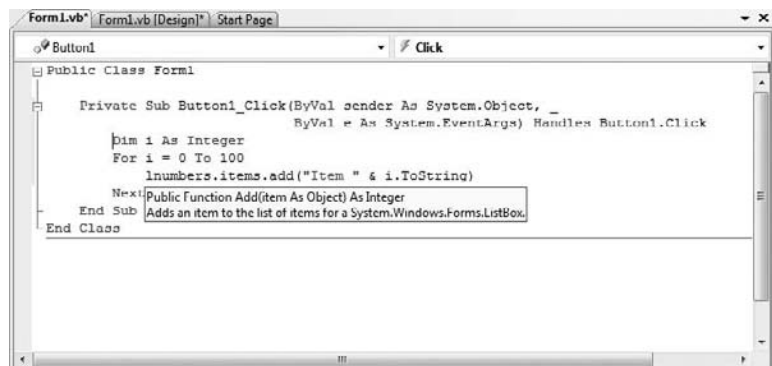 Form1.vb* Form1.vb [Design]* Start Page
Button1 Click
Public Class Form1
Private Sub Button1_Click(ByVal sender As System.Object, _
ByVal e As System.EventArgs) Handles Button1.Click
Dim i As Integer
For i = 0 To 100
lnumbers.items.add("Item " & i.ToString)
Next
Public Function Add(item As Object) As Integer
End Sub
Adds an item to the list of items for a System.Windows.Forms.ListBox.
End Class